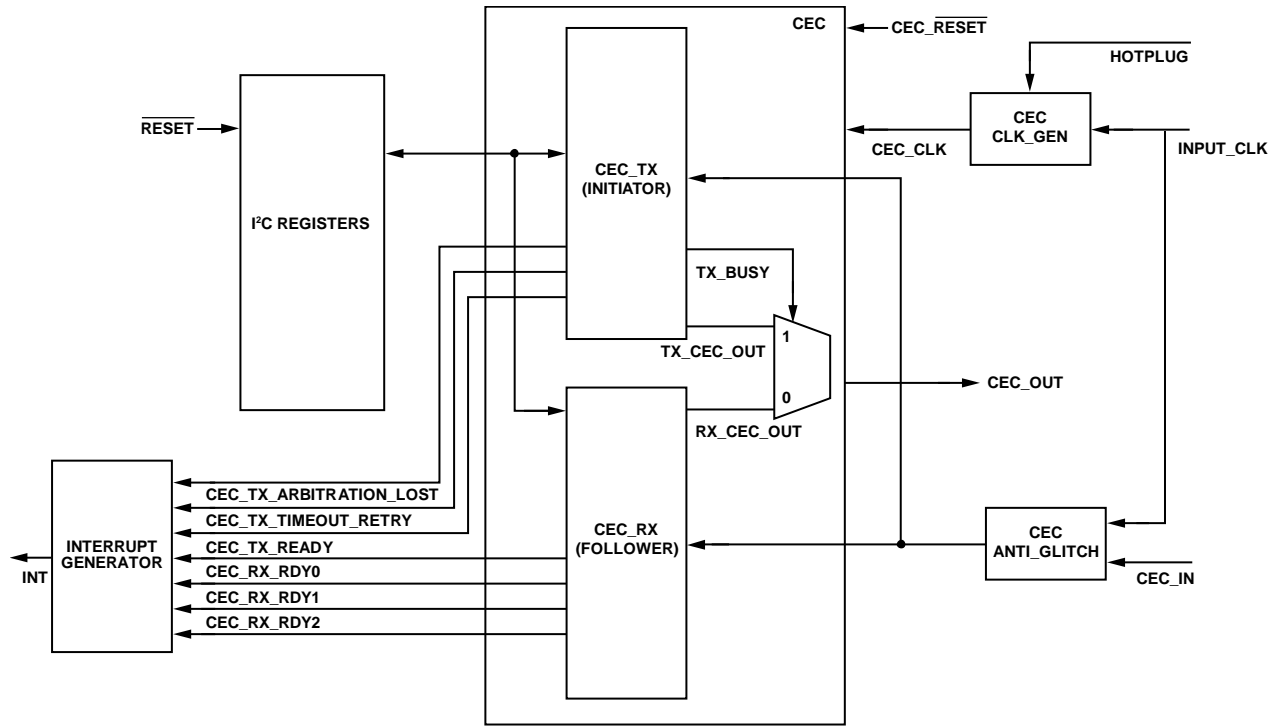 CEC
CEC_RESET
HOTPLUG
RESET
CEC
CLK_GEN
CEC_CLK
INPUT_CLK
CEC_TX
(INITIATOR)
I²C REGISTERS
TX_BUSY
1
TX_CEC_OUT
CEC_OUT
0
RX_CEC_OUT
CEC_TX_ARBITRATION_LOST
CEC_TX_TIMEOUT_RETRY
CEC_TX_READY
CEC_RX_RDY0
CEC_RX_RDY1
CEC_RX_RDY2
INTERRUPT
GENERATOR
INT
CEC_RX
(FOLLOWER)
CEC
ANTI_GLITCH
CEC_IN